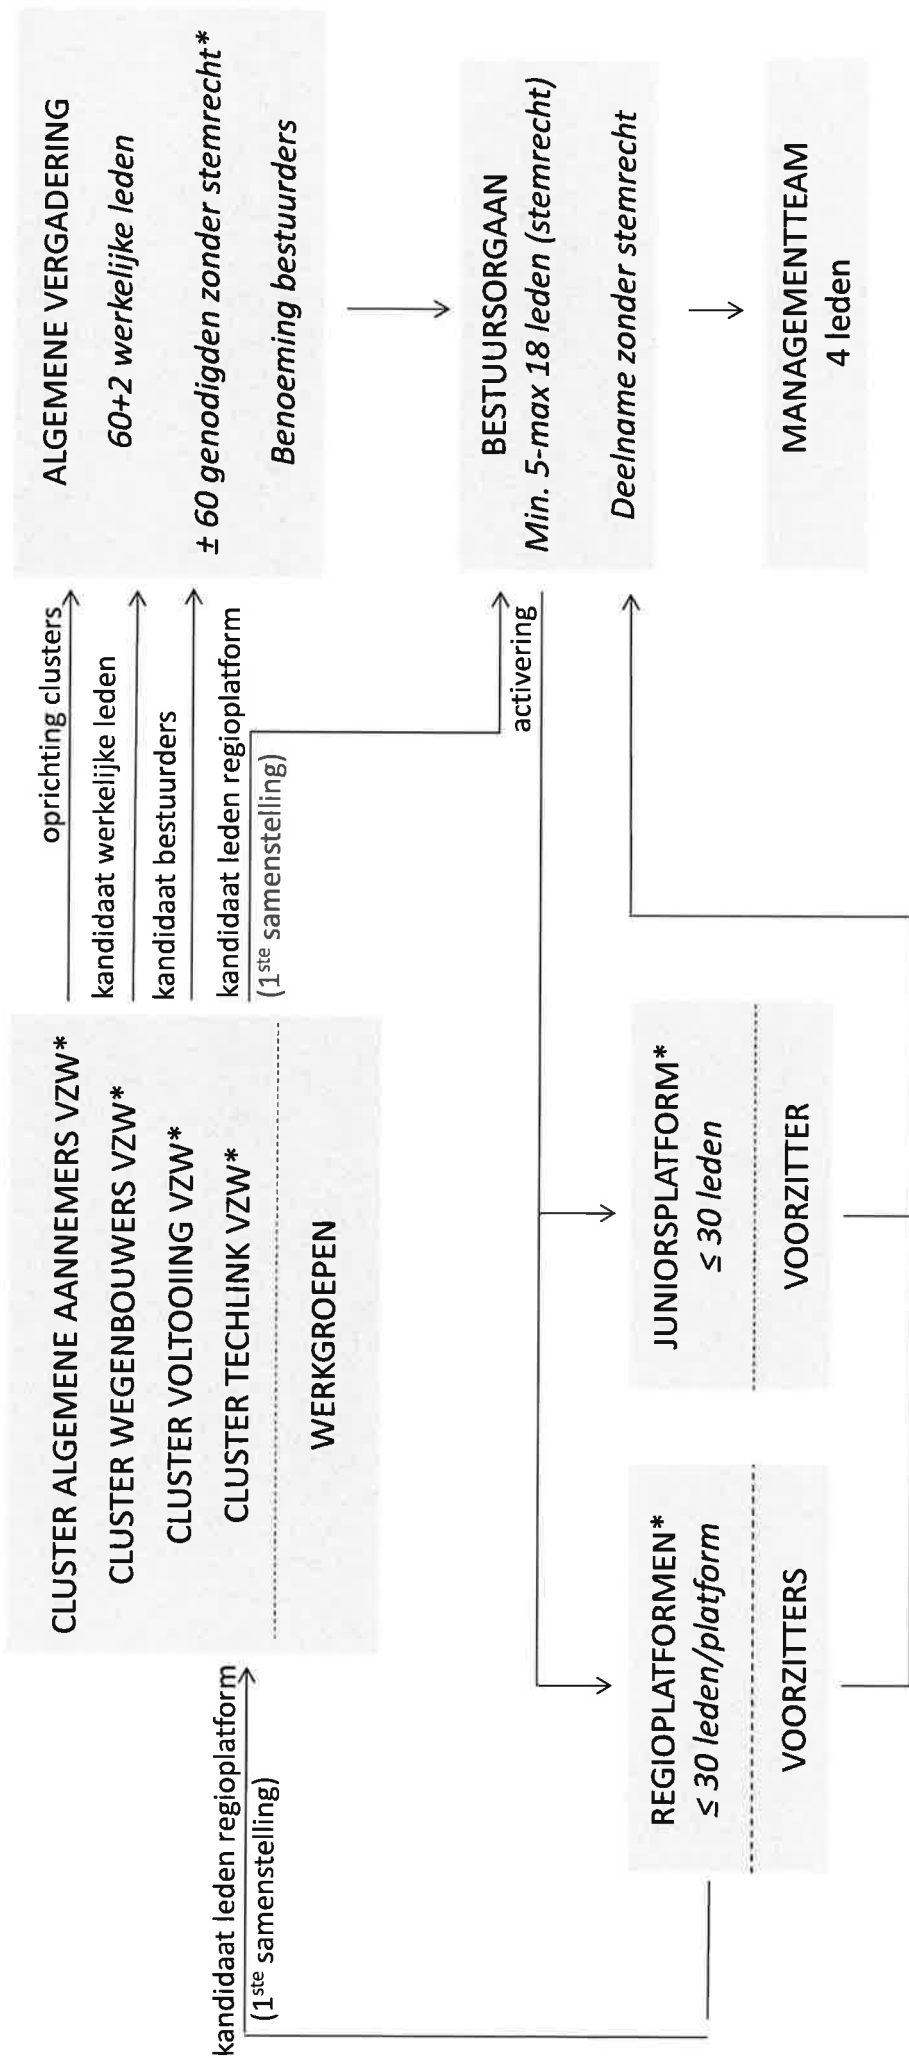 kandidaat leden regioplatform
(1ste samenstelling)
CLUSTER ALGEMENE AANNEMERS VZW*
CLUSTER WEGENBOUWERS VZW*
CLUSTER VOLTOOIING VZW*
CLUSTER TECHLINK VZW*
WERKGROEPEN
oprichting clusters
kandidaat werkelijke leden
kandidaat bestuurders
kandidaat leden regioplatform
(1ste samenstelling)
ALGEMENE VERGADERING
60+2 werkelijke leden
± 60 genodigden zonder stemrecht*
Benoeming bestuurders
activering
BESTUURSORGAAN
Min. 5-max 18 leden (stemrecht)
Deelname zonder stemrecht
REGIOPLATFORMEN*
≤ 30 leden/platform
VOORZITTERS
JUNIORSPLATFORM*
≤ 30 leden
VOORZITTER
MANAGEMENTTEAM
4 leden